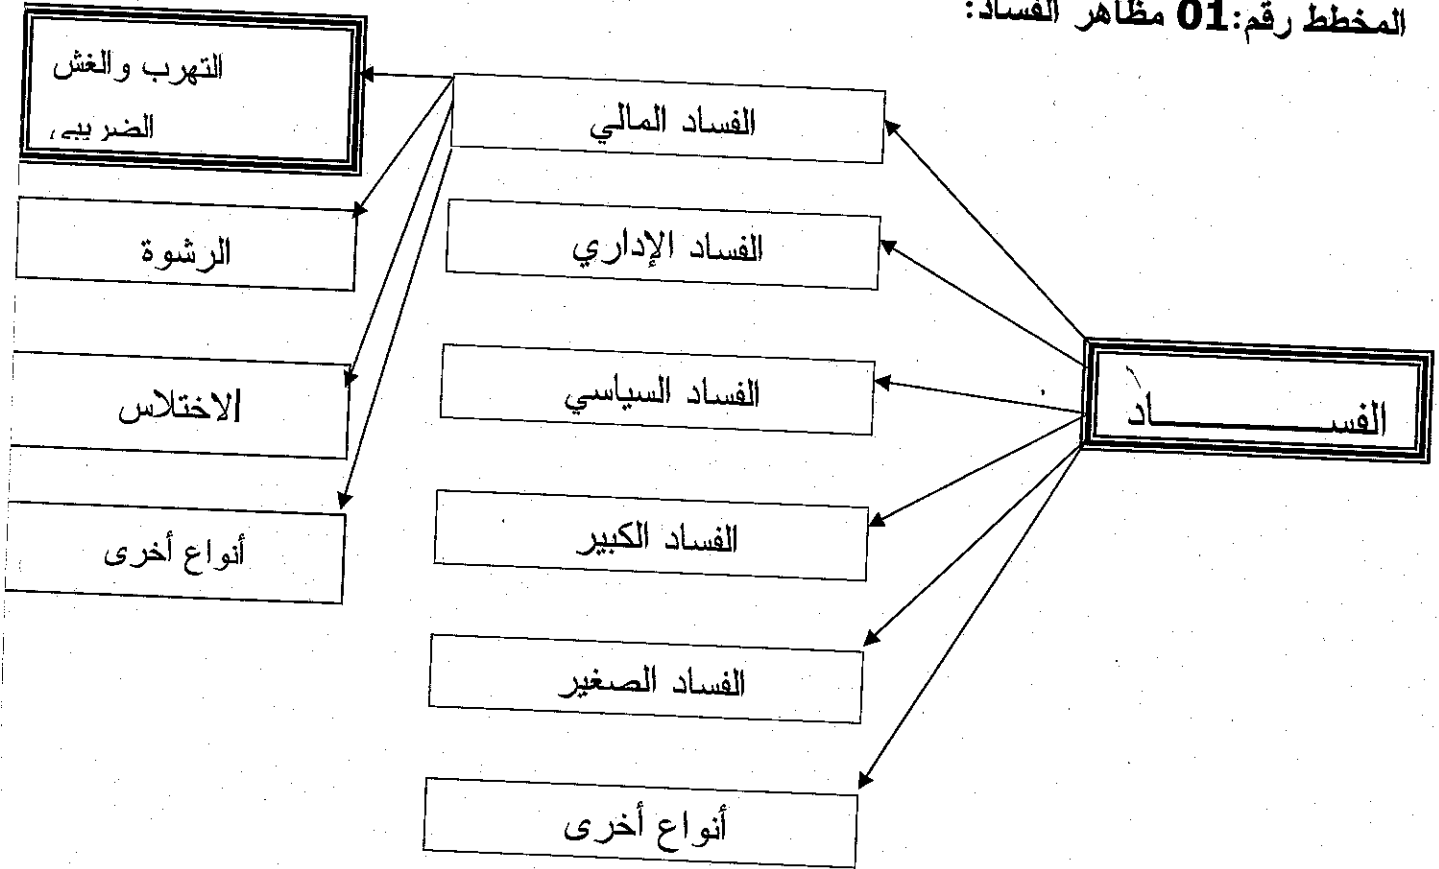 المخطط رقم:01 مظاهر الفساد:
الفســـــــــاد
الفساد المالي
الفساد الإداري
الفساد السياسي
الفساد الكبير
الفساد الصغير
أنواع أخرى
التهرب والغش
الضريبي
الرشوة
الاختلاس
أنواع أخرى